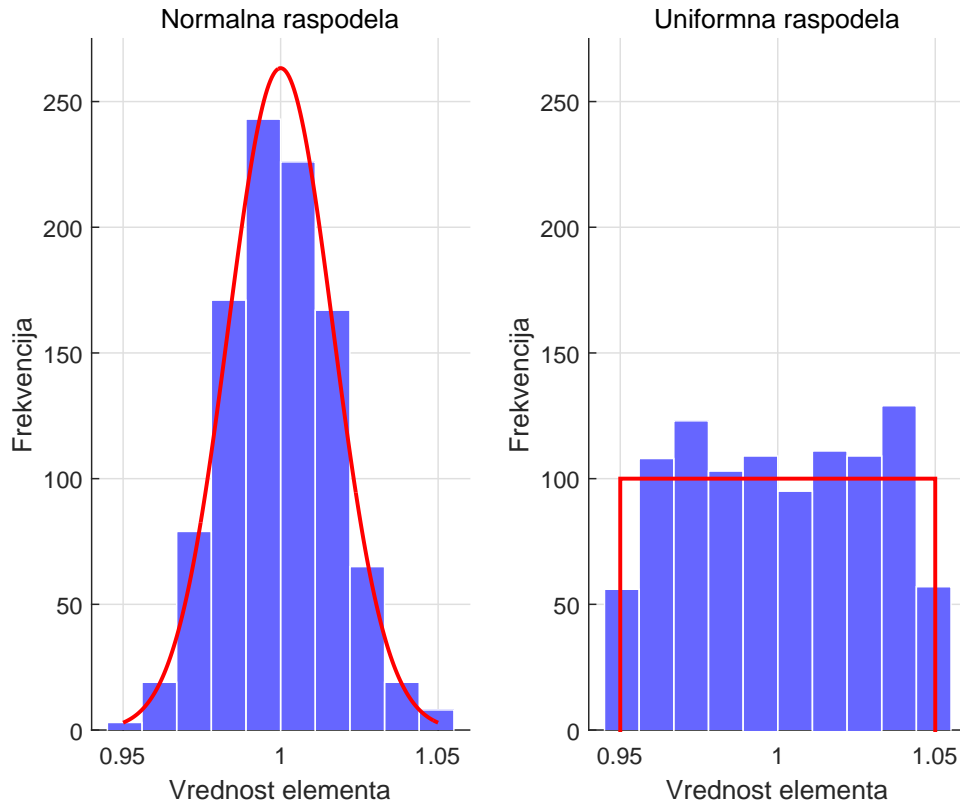 Normalna raspodela
250
200
150
100
50
0
Frekvencija
0.95 1 1.05
Vrednost elementa
Uniformna raspodela
250
200
150
100
50
0
Frekvencija
0.95 1 1.05
Vrednost elementa